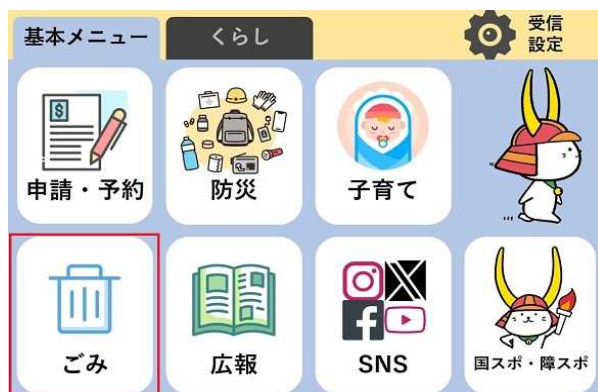 基本メニュー
くらし
受信
設定
申請・予約
防災
子育て
ごみ
広報
SNS
国スポ・障スポ